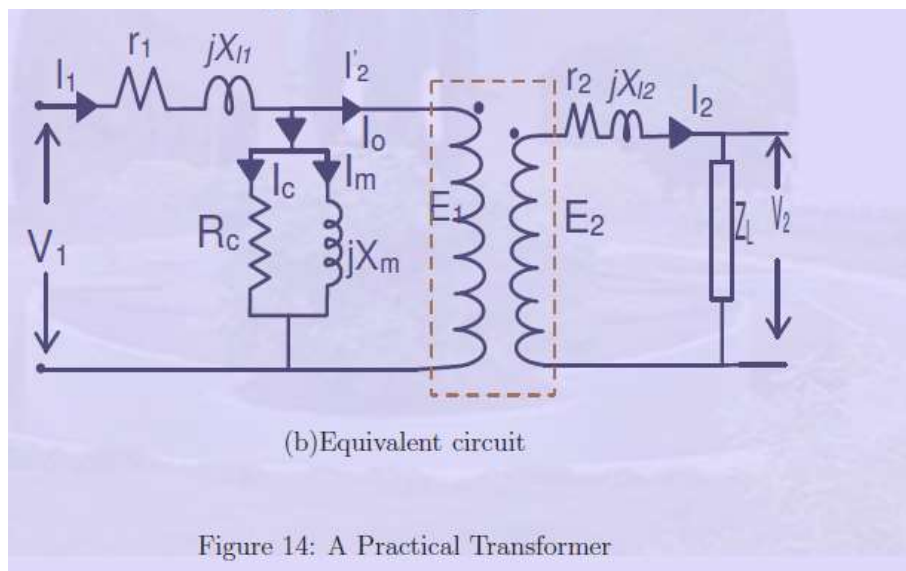 r1 jXl1 I'2 r2 jXl2 I2
I1
Io
Ic Im
V1 Rc jXm E1 E2 ZL V2
(b)Equivalent circuit
Figure 14: A Practical Transformer